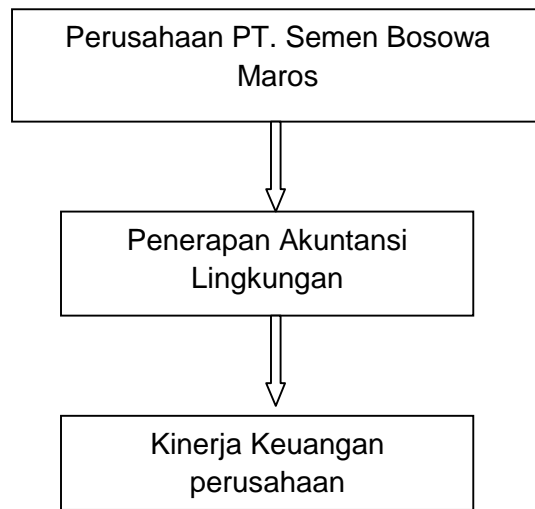 Perusahaan PT. Semen Bosowa
Maros
Penerapan Akuntansi
Lingkungan
Kinerja Keuangan
perusahaan